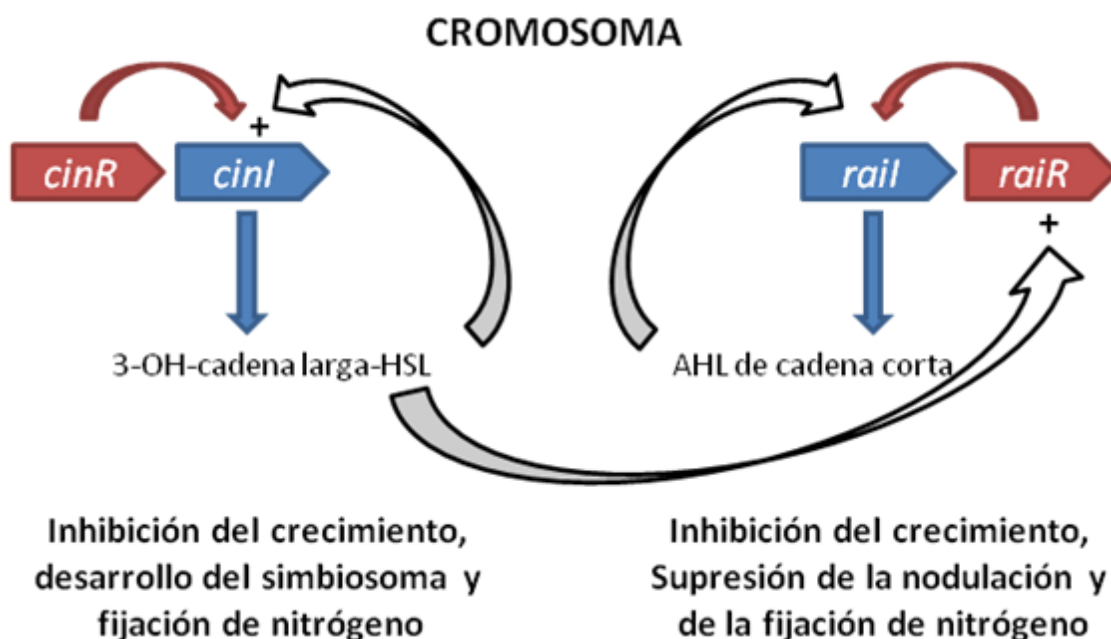 CROMOSOMA
+
cinR
cinI
raiI
raiR
+
3-OH-cadena larga-HSL
AHL de cadena corta
Inhibición del crecimiento,
desarrollo del simbiosoma y
fijación de nitrógeno
Inhibición del crecimiento,
Supresión de la nodulación y
de la fijación de nitrógeno